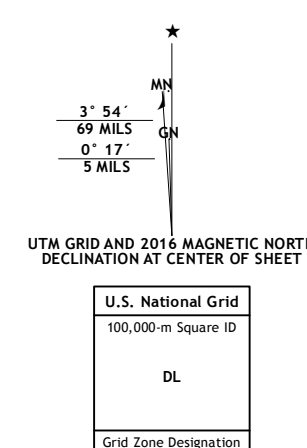 ★
MN
3° 54´
69 MILS
GN
0° 17´
5 MILS
UTM GRID AND 2016 MAGNETIC NORTH
DECLINATION AT CENTER OF SHEET
U.S. National Grid
100,000-m Square ID
DL
Grid Zone Designation